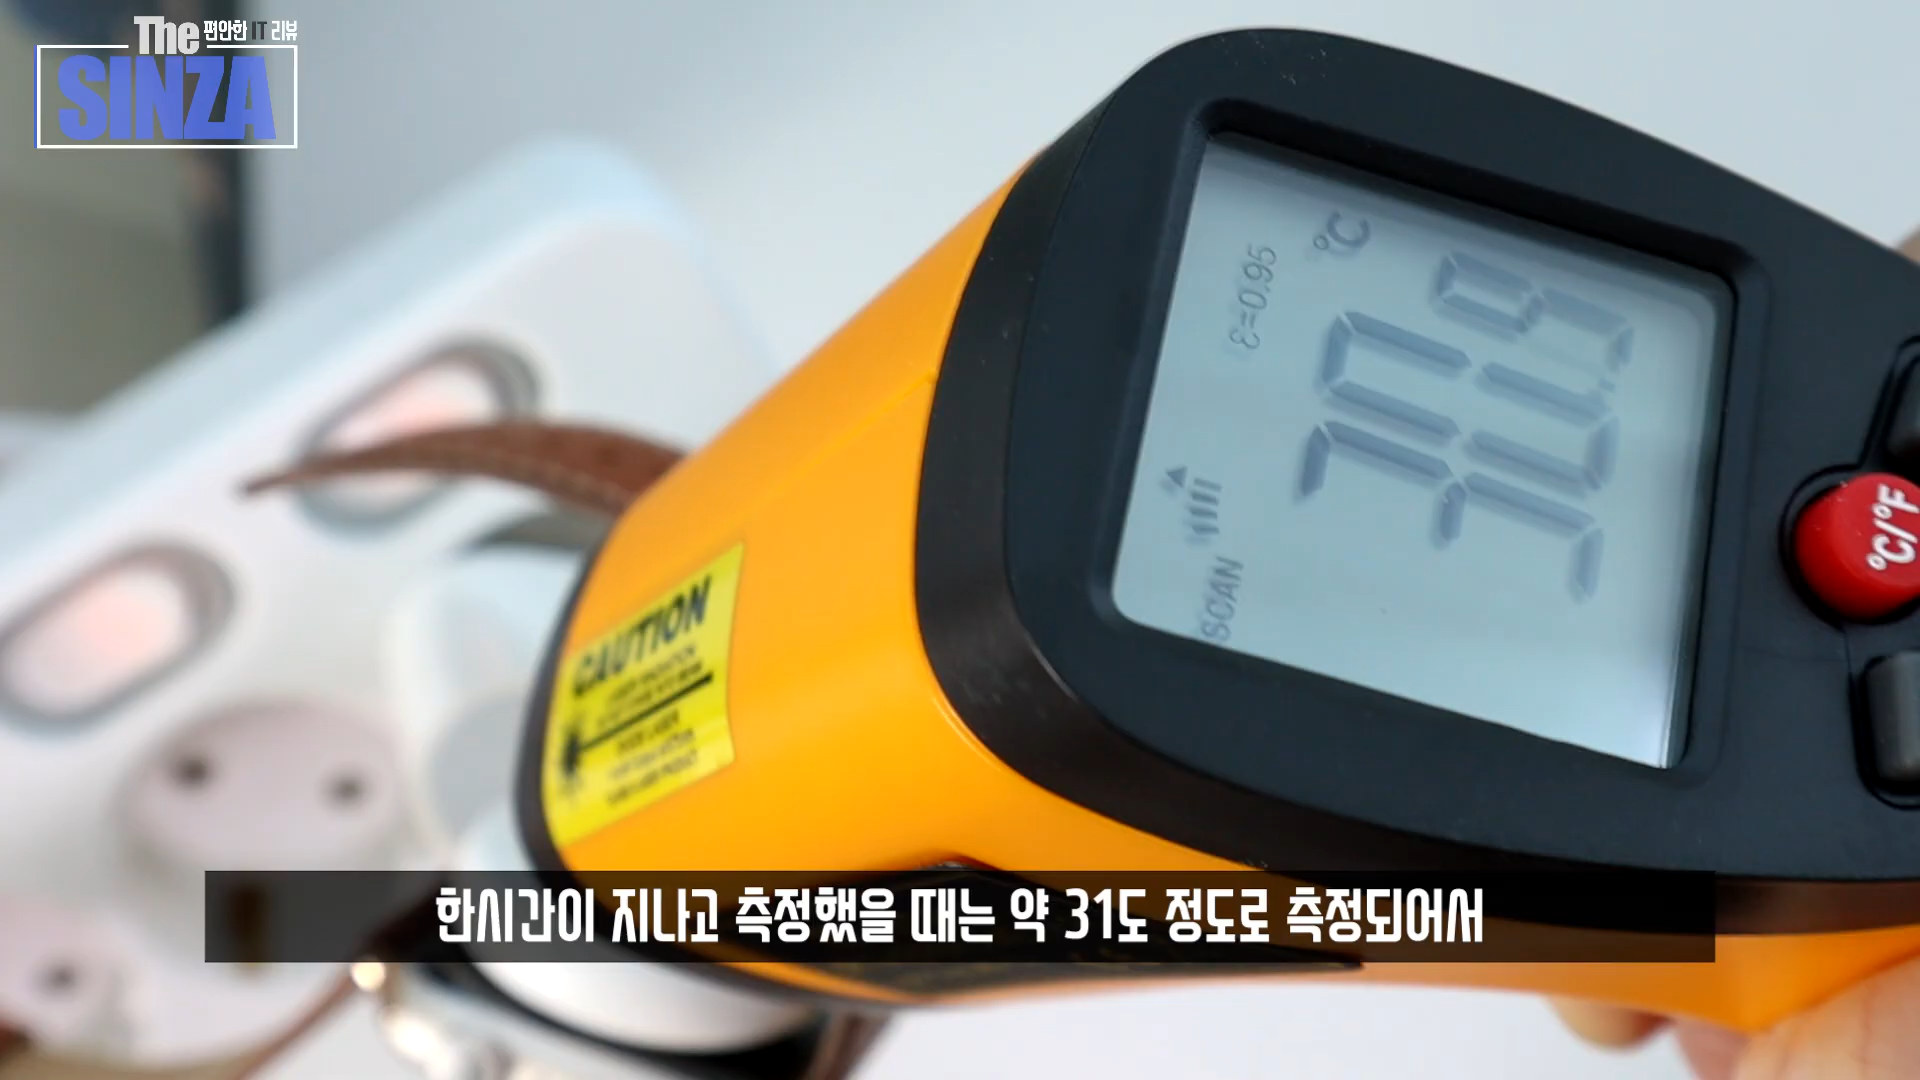 The 편안한 IT 리뷰
SINZA
℃
ε=0.95
30.9
SCAN
℃/℉
CAUTION
한시간이 지나고 측정했을 때는 약 31도 정도로 측정되어서